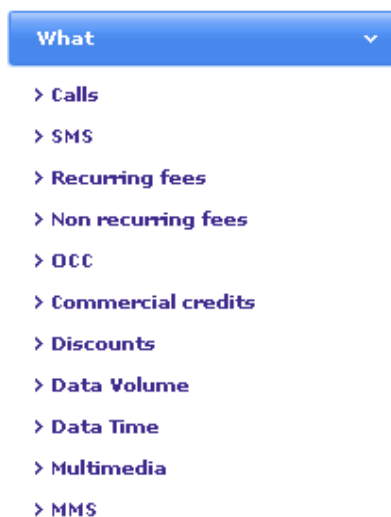 What
> Calls
> SMS
> Recurring fees
> Non recurring fees
> OCC
> Commercial credits
> Discounts
> Data Volume
> Data Time
> Multimedia
> MMS